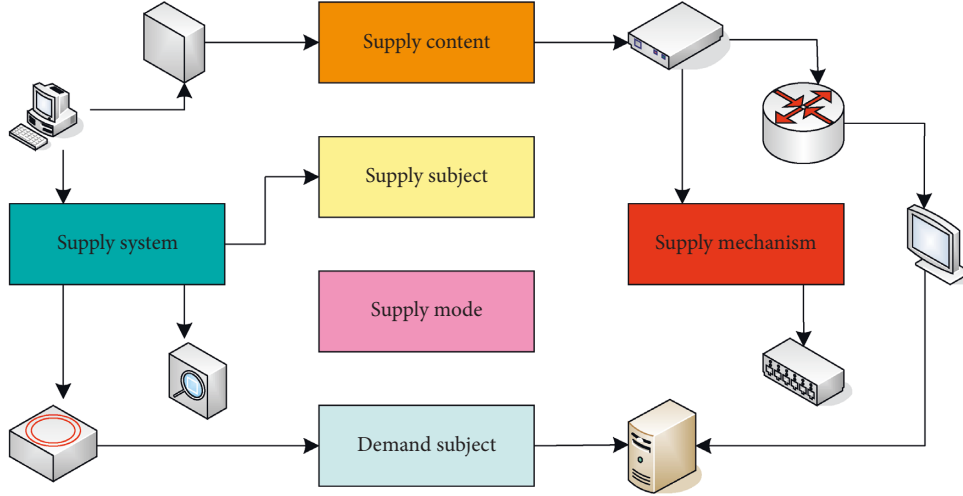 Supply content
Supply subject
Supply system
Supply mechanism
Supply mode
Demand subject